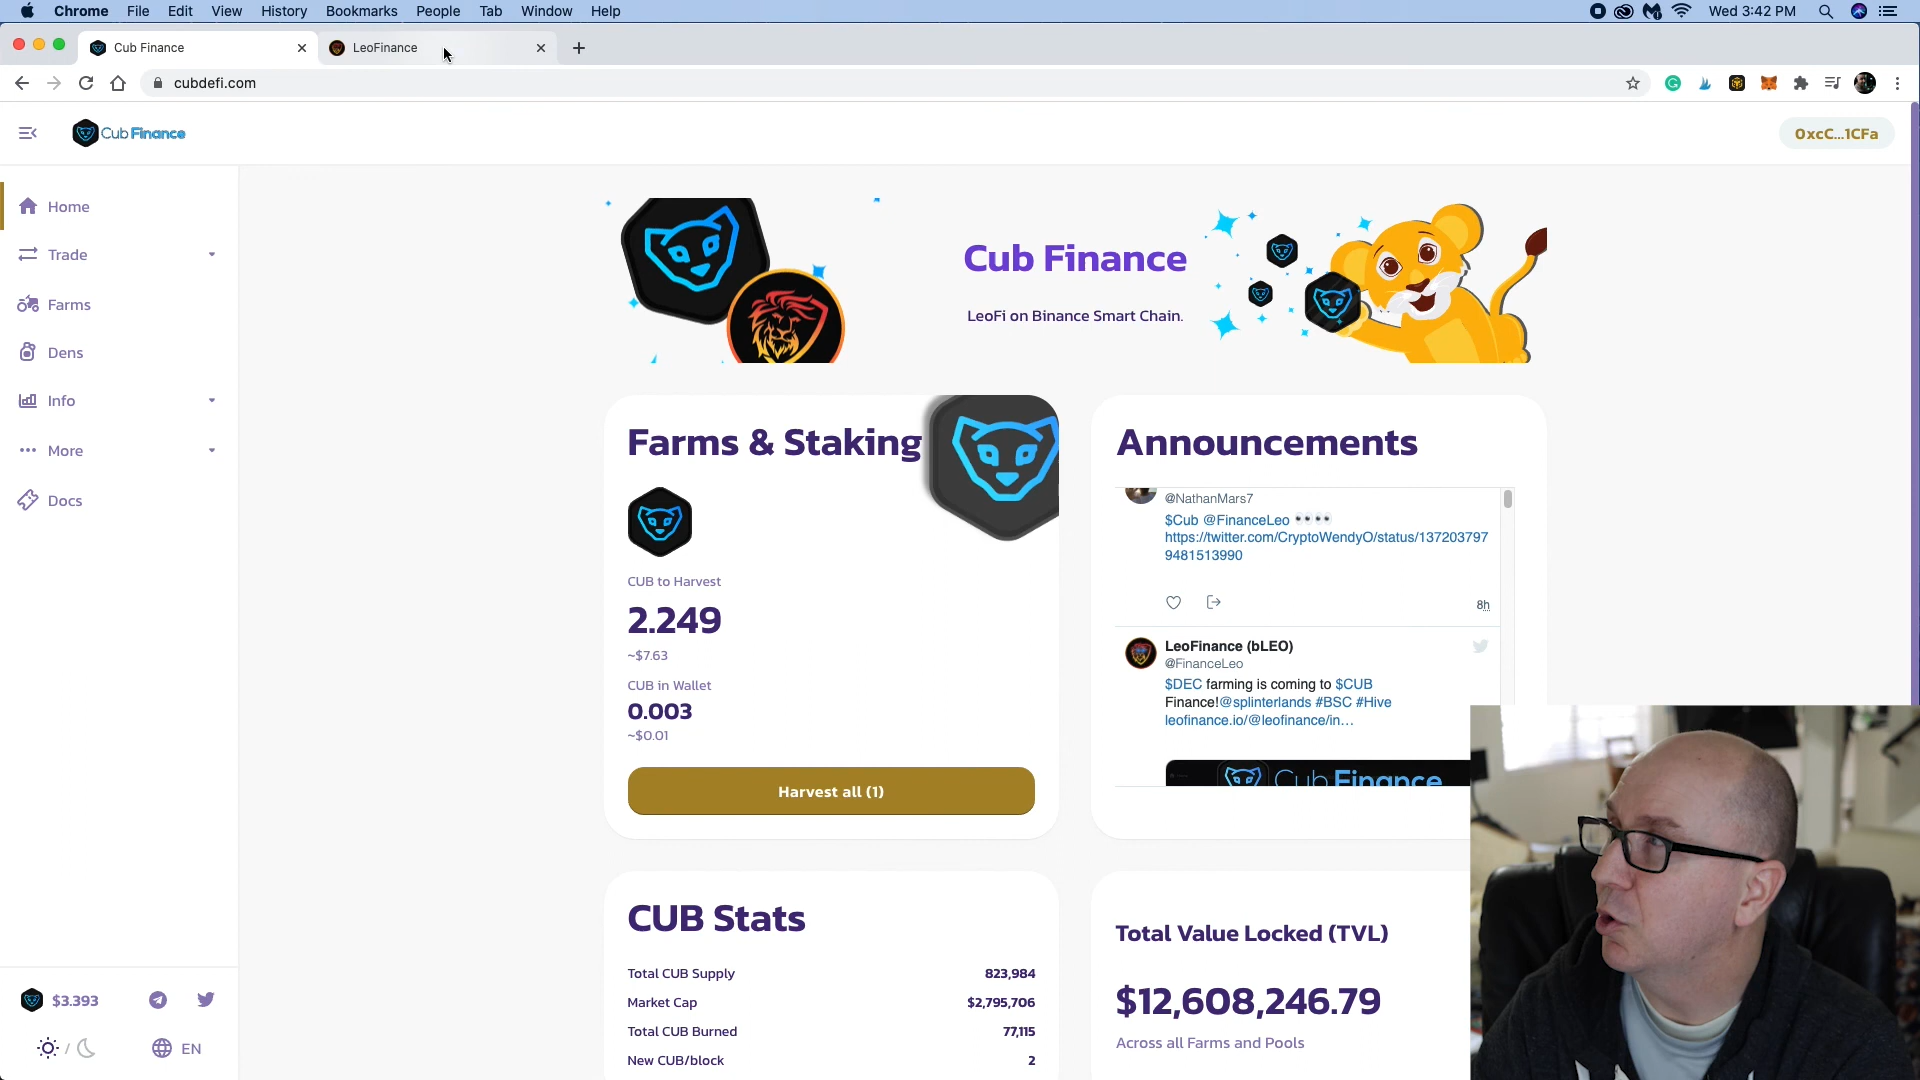 Chrome File Edit View History Bookmarks People Tab Window Help
Wed 3:42 PM
Cub Finance
LeoFinance
cubdefi.com
Cub Finance
0xcC...1CFa
Home
Trade
Farms
Dens
Info
More
Docs
$3.393
/
EN
Cub Finance
LeoFi on Binance Smart Chain.
Farms & Staking
CUB to Harvest
2.249
~$7.63
CUB in Wallet
0.003
~$0.01
Harvest all (1)
Announcements
@NathanMars7
$Cub @FinanceLeo 👀👀
https://twitter.com/CryptoWendyO/status/137203797
9481513990
8h
LeoFinance (bLEO)
@FinanceLeo
$DEC farming is coming to $CUB
Finance!@splinterlands #BSC #Hive
leofinance.io/@leofinance/in...
Cub Finance
CUB Stats
Total CUB Supply 823,984
Market Cap $2,795,706
Total CUB Burned 77,115
New CUB/block 2
Total Value Locked (TVL)
$12,608,246.79
Across all Farms and Pools